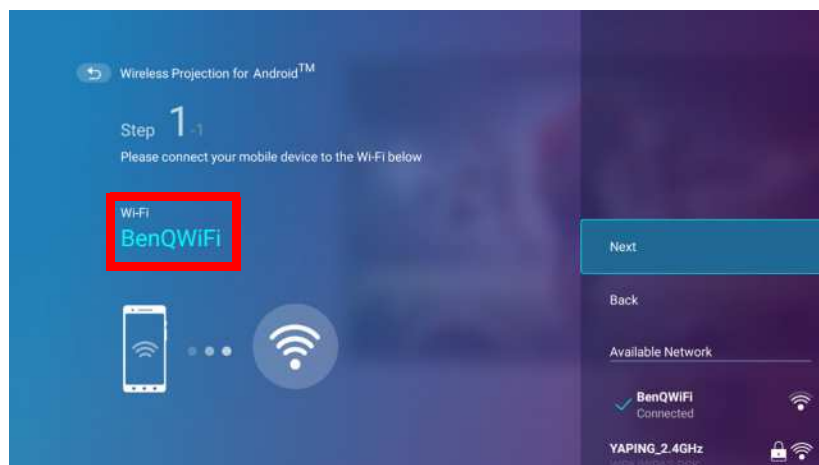 Wireless Projection for Android™
Step 1-1
Please connect your mobile device to the Wi-Fi below
Wi-Fi
BenQWiFi
Next
Back
Available Network
BenQWiFi
Connected
YAPING_2.4GHz